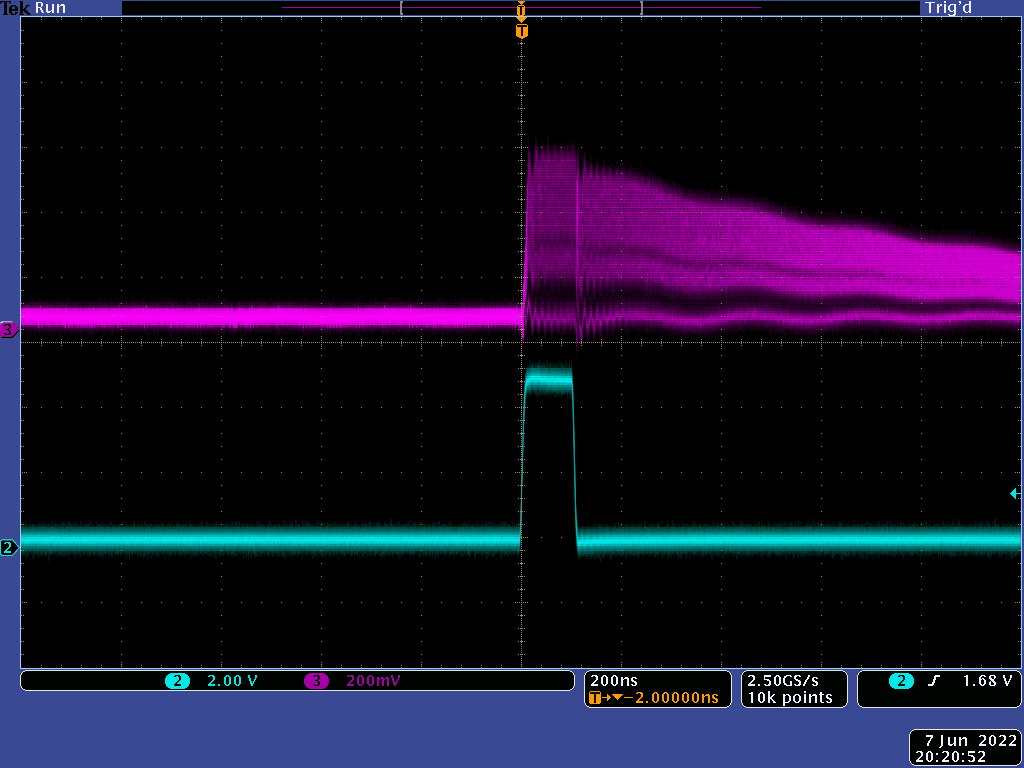 Tek Run Trig'd
T
T
3
2
2 2.00 V 3 200mV
200ns
T→▼−2.00000ns
2.50GS/s
10k points
2 1.68 V
7 Jun 2022
20:20:52